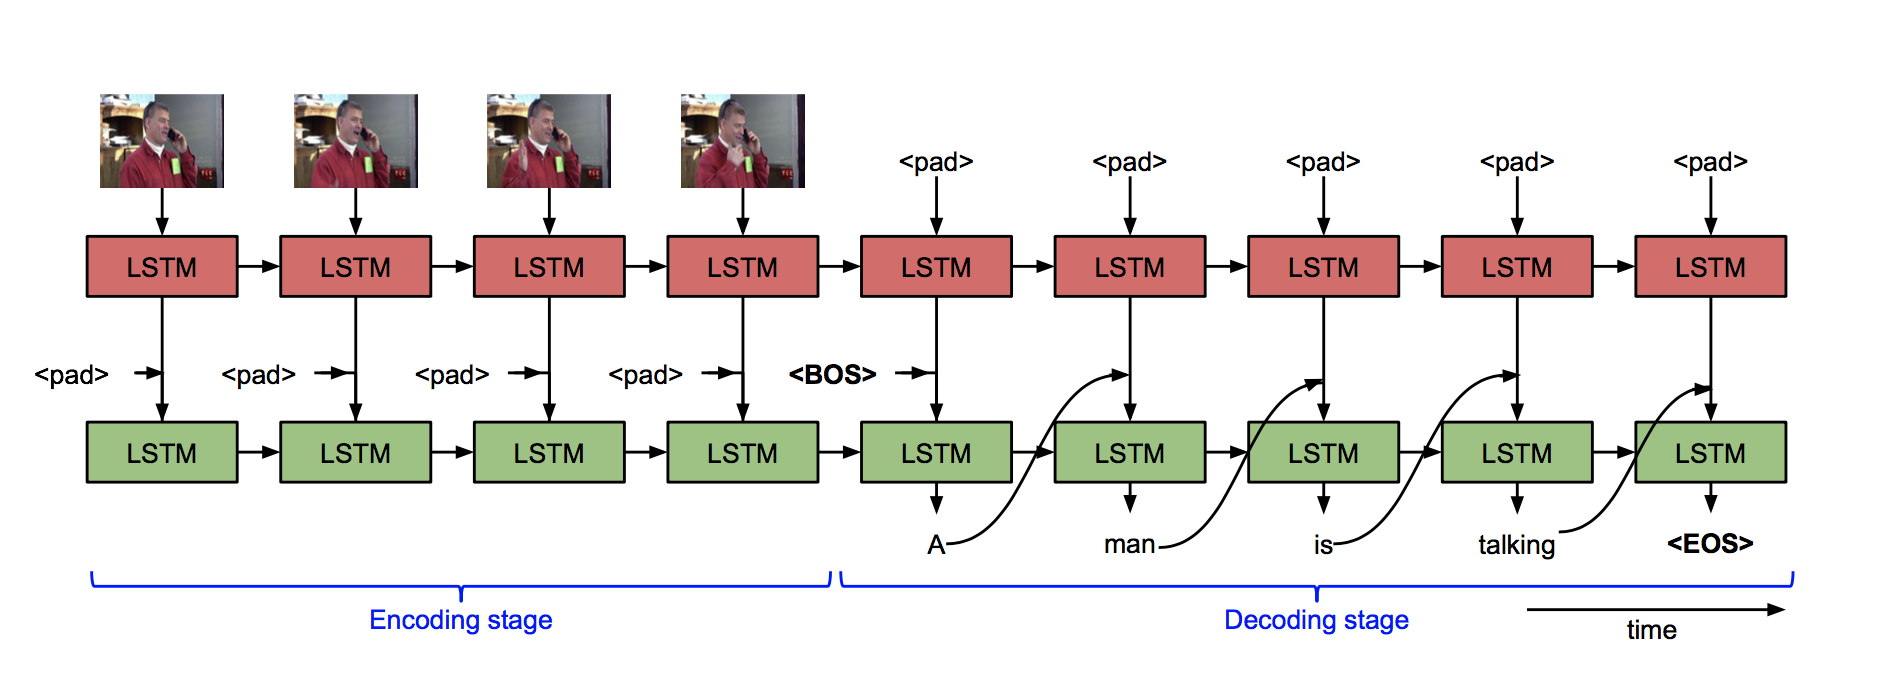 <pad> <pad> <pad> <pad> <pad>
LSTM LSTM LSTM LSTM LSTM LSTM LSTM LSTM LSTM
<pad> <pad> <pad> <pad> <BOS>
LSTM LSTM LSTM LSTM LSTM LSTM LSTM LSTM LSTM
A man is talking <EOS>
Encoding stage Decoding stage
time